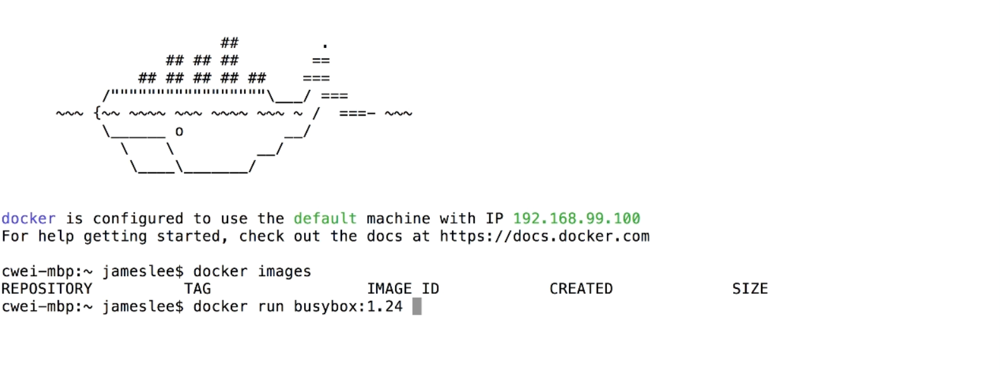 ##         .
                  ## ## ##        ==
               ## ## ## ## ##    ===
           /"""""""""""""""""\___/ ===
      ~~~ {~~ ~~~~ ~~~ ~~~~ ~~~ ~ /  ===- ~~~
           \______ o           __/
             \    \         __/
              \____\_______/
docker is configured to use the default machine with IP 192.168.99.100
For help getting started, check out the docs at https://docs.docker.com
cwei-mbp:~ jameslee$ docker images
REPOSITORY          TAG                 IMAGE ID            CREATED             SIZE
cwei-mbp:~ jameslee$ docker run busybox:1.24